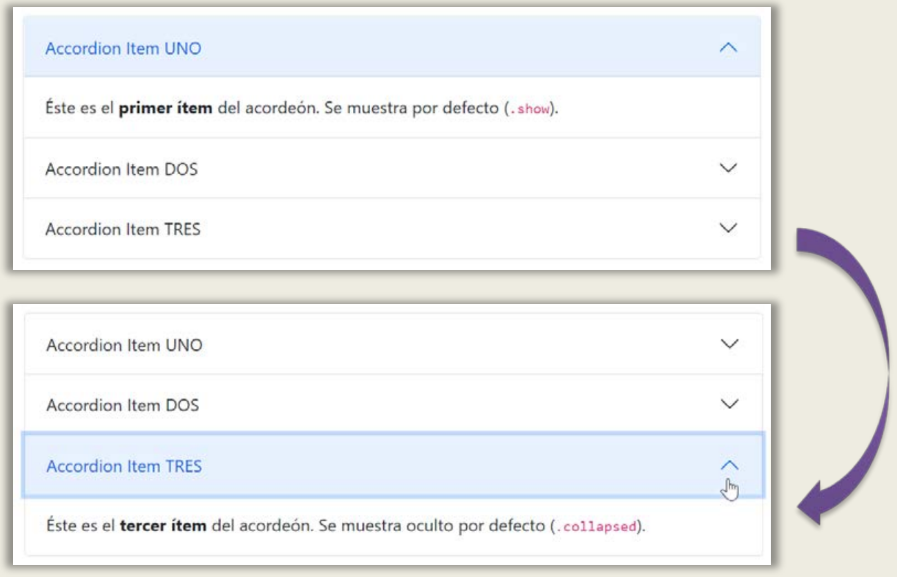 Accordion Item UNO
Éste es el primer ítem del acordeón. Se muestra por defecto (.show).
Accordion Item DOS
Accordion Item TRES
Accordion Item UNO
Accordion Item DOS
Accordion Item TRES
Éste es el tercer ítem del acordeón. Se muestra oculto por defecto (.collapsed).